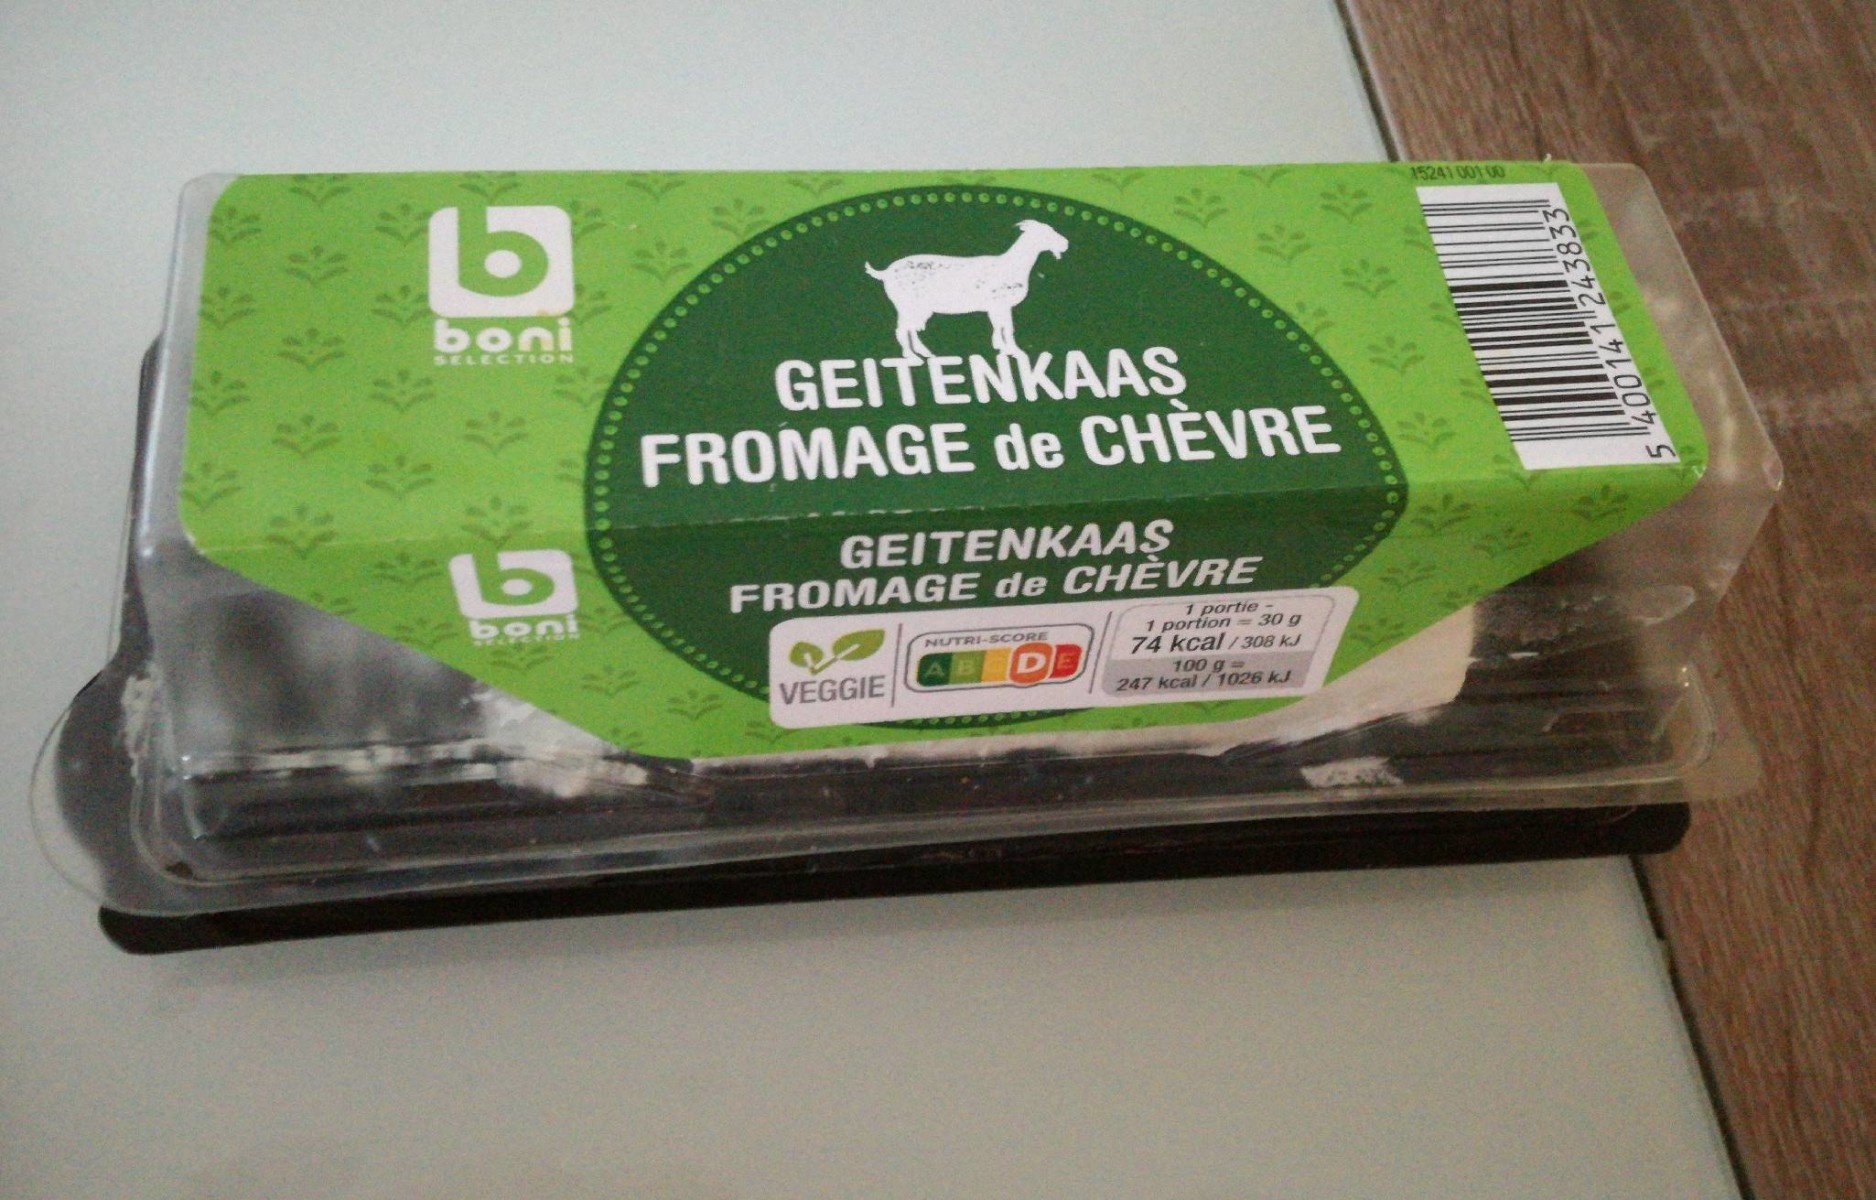 15241 001 00
b
boni
SELECTION
GEITENKAAS
FROMAGE de CHÈVRE
5 400141 243833
GEITENKAAS
FROMAGE de CHÈVRE
b
boni
SELECTION
VEGGIE
NUTRI-SCORE
A B C D E
1 portie -
1 portion = 30 g
74 kcal / 308 kJ
100 g =
247 kcal / 1026 kJ